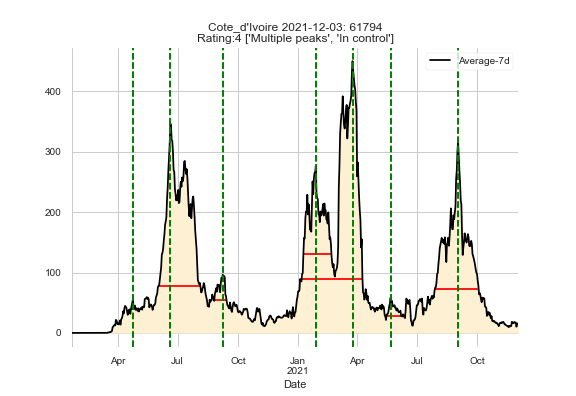 Cote_d'Ivoire 2021-12-03: 61794
Rating:4 ['Multiple peaks', 'In control']
Average-7d
400
300
200
100
0
Apr Jul Oct Jan Apr Jul Oct
2021
Date